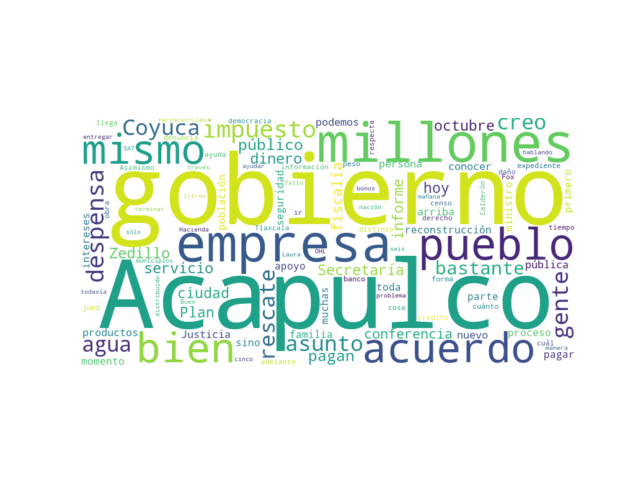 llega ferrocarriles democracia
entregar Coyuca impuesto podemos respecta octubre creo
SAT denuncia público millones
mismo ayuda dinero
Asimismo través ayudar información peso persona conocer daño Fox primero
despensa gobierno hablando
obra litros población seguridad fallo bonos fiscalía mañana hoy censo Calderón ministro expediente
terminar ir nación informe derecho arriba
intereses sólo Hacienda Tlaxcala distinto reconstrucción tiempo
Zedillo municipios empresa Laura OHL seis pueblo
servicio Buen rescate apoyo Secretaría banco problema bastante forma pública
todavía distribuido Acapulco gente
ciudad muchas toda cosa parte cuánto
juez Plan crédito
productos Justicia sino familia conferencia nuevo proceso cuál
agua bien asunto acuerdo manera
momento cinco adelante pagan pagar